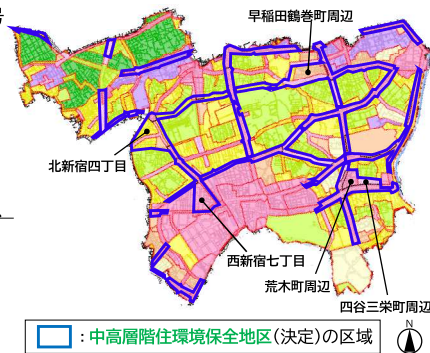 早稲田鶴巻町周辺
北新宿四丁目
西新宿七丁目
荒木町周辺
四谷三栄町周辺
：中高層階住環境保全地区(決定)の区域
N